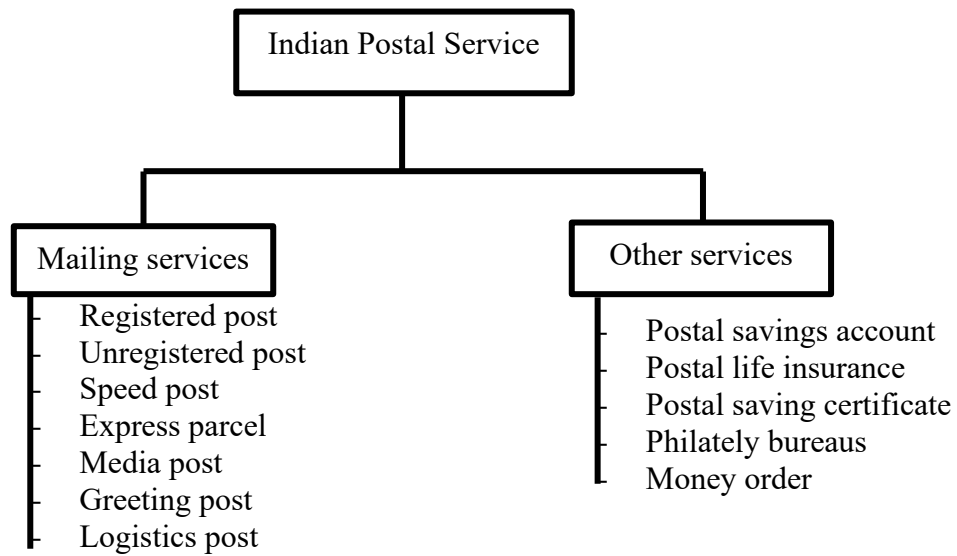 Indian Postal Service
Mailing services
Registered post
Unregistered post
Speed post
Express parcel
Media post
Greeting post
Logistics post
Other services
Postal savings account
Postal life insurance
Postal saving certificate
Philately bureaus
Money order